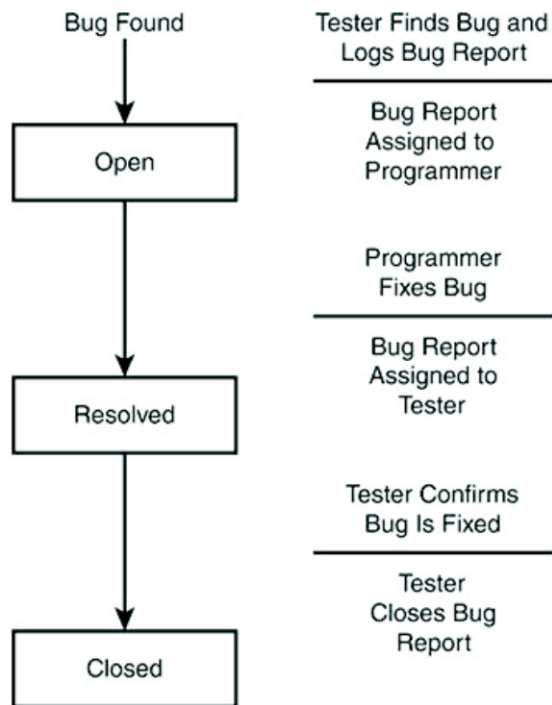 Bug Found
Open
Resolved
Closed
Tester Finds Bug and
Logs Bug Report
Bug Report
Assigned to
Programmer
Programmer
Fixes Bug
Bug Report
Assigned to
Tester
Tester Confirms
Bug Is Fixed
Tester
Closes Bug
Report